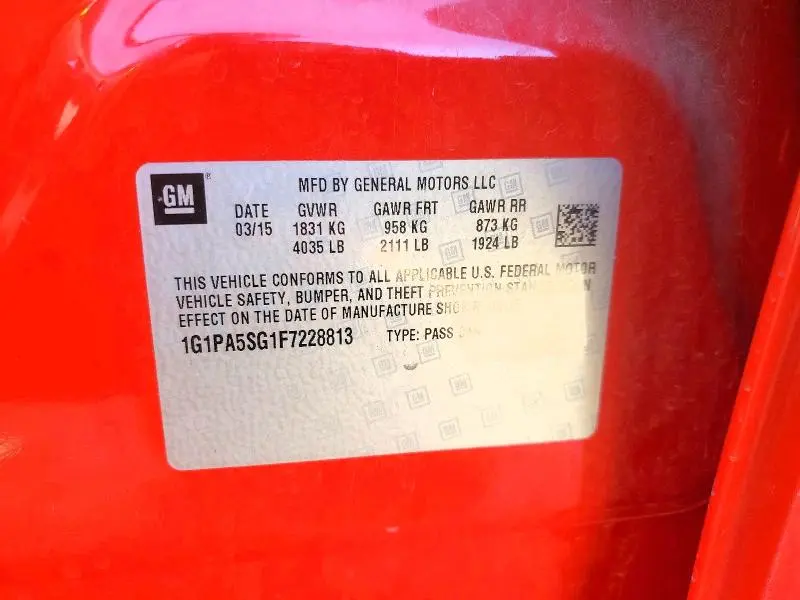 GM ®
MFD BY GENERAL MOTORS LLC
DATE GVWR GAWR FRT GAWR RR
03/15 1831 KG 958 KG 873 KG
4035 LB 2111 LB 1924 LB
THIS VEHICLE CONFORMS TO ALL APPLICABLE U.S. FEDERAL MOTOR
VEHICLE SAFETY, BUMPER, AND THEFT PREVENTION IN
EFFECT ON THE DATE OF MANUFACTURE
1G1PA5SG1F7228813 TYPE: PASS